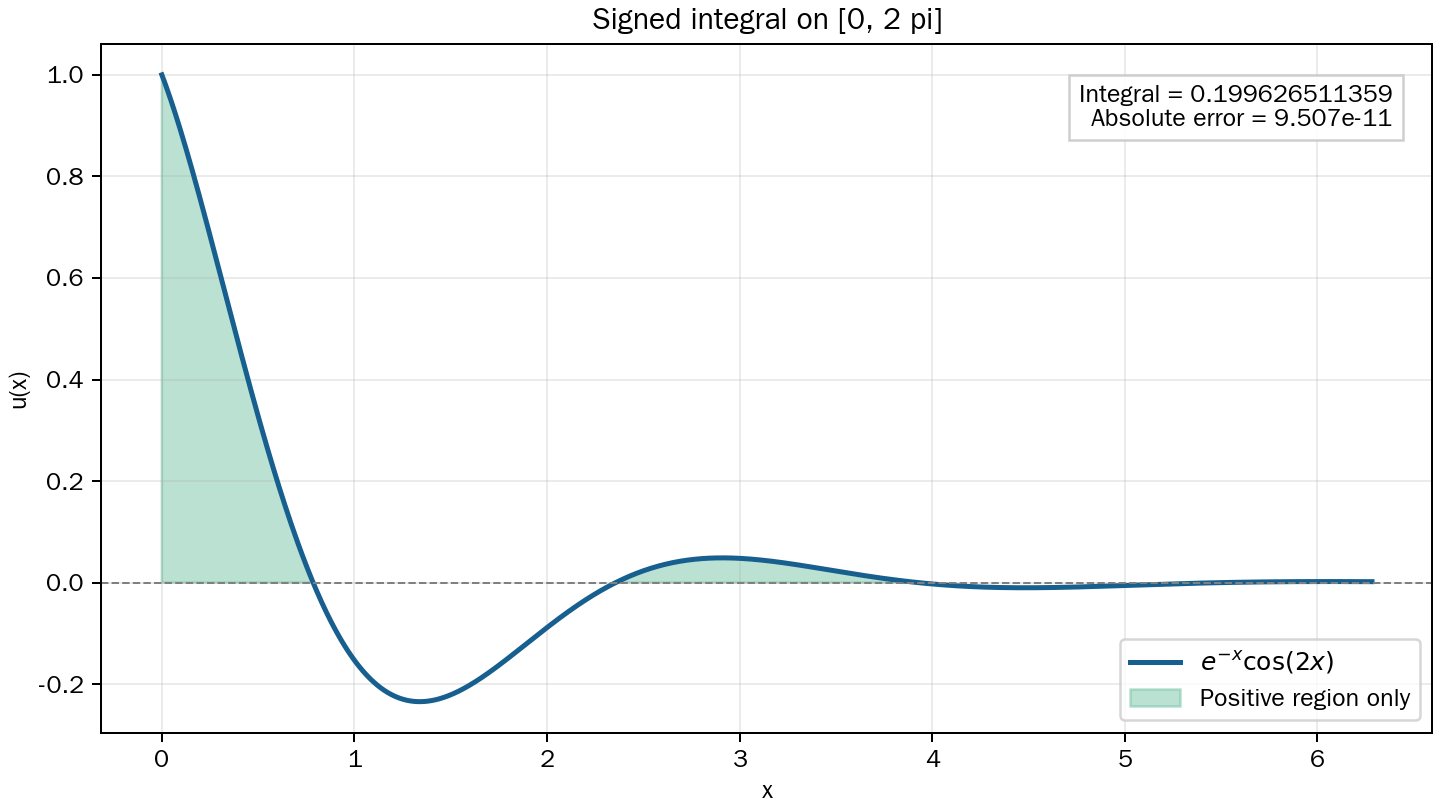 Signed integral on [0, 2 pi]
Integral = 0.199626511359
Absolute error = 9.507e-11
u(x)
1.0
0.8
0.6
0.4
0.2
0.0
-0.2
e^{-x}cos(2x)
Positive region only
0 1 2 3 4 5 6
x